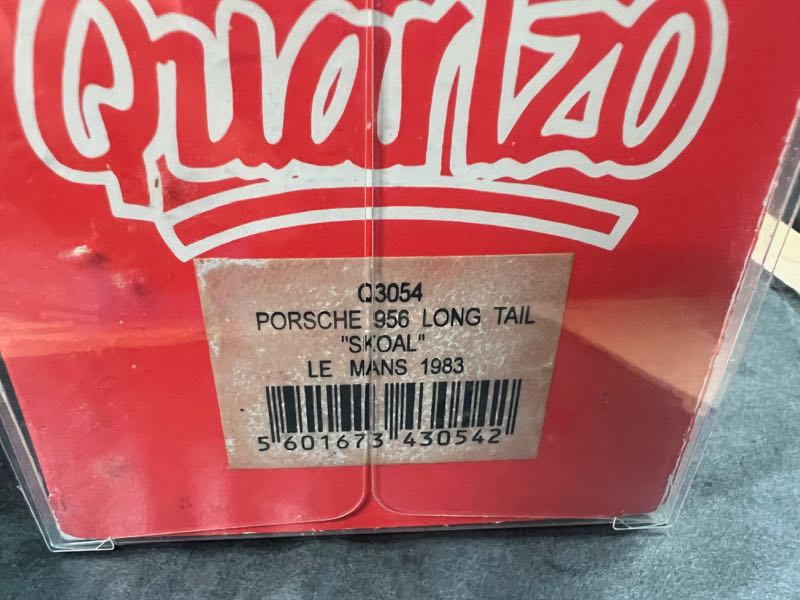 Quartzo
Q3054
PORSCHE 956 LONG TAIL
"SKOAL"
LE MANS 1983
5 601673 430542